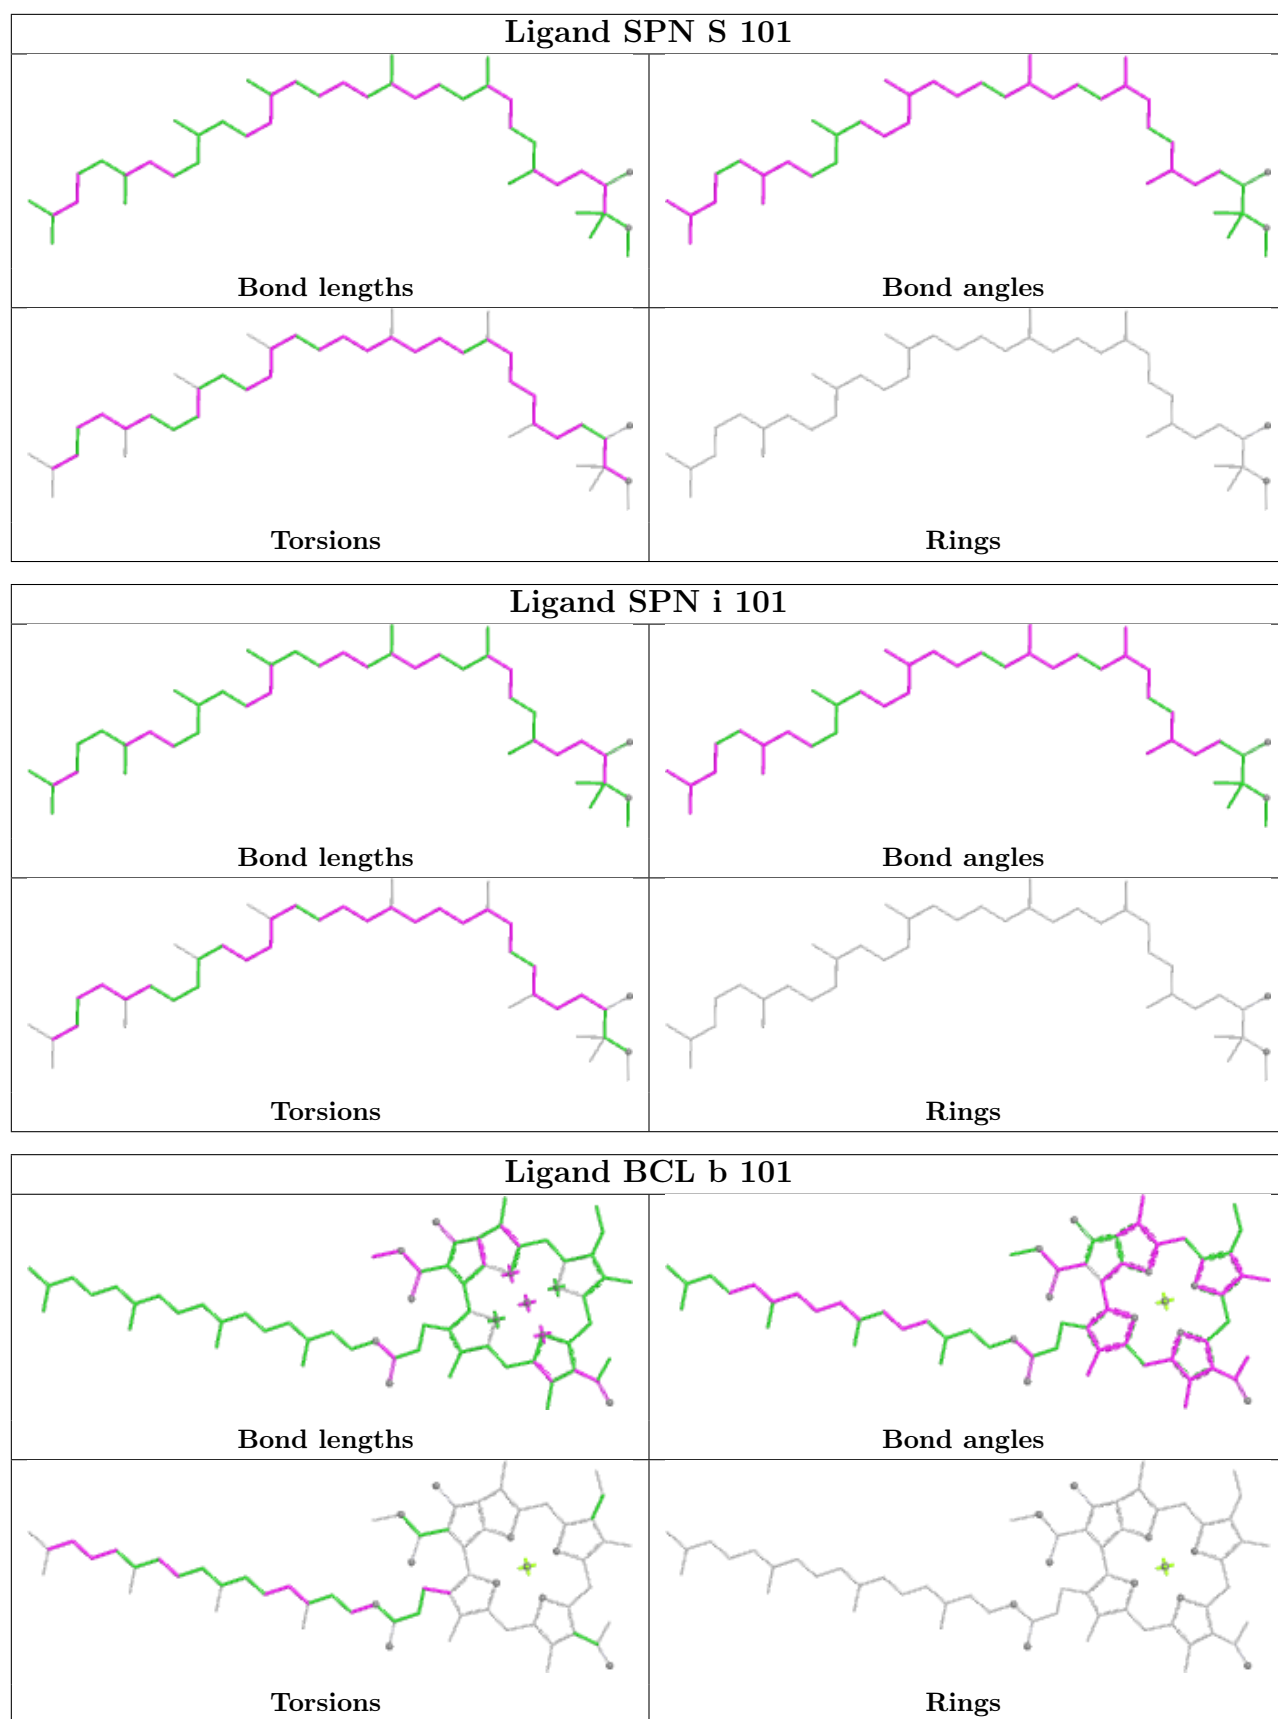 Ligand SPN S 101
Bond lengths
Bond angles
Torsions
Rings
Ligand SPN i 101
Bond lengths
Bond angles
Torsions
Rings
Ligand BCL b 101
Bond lengths
Bond angles
Torsions
Rings